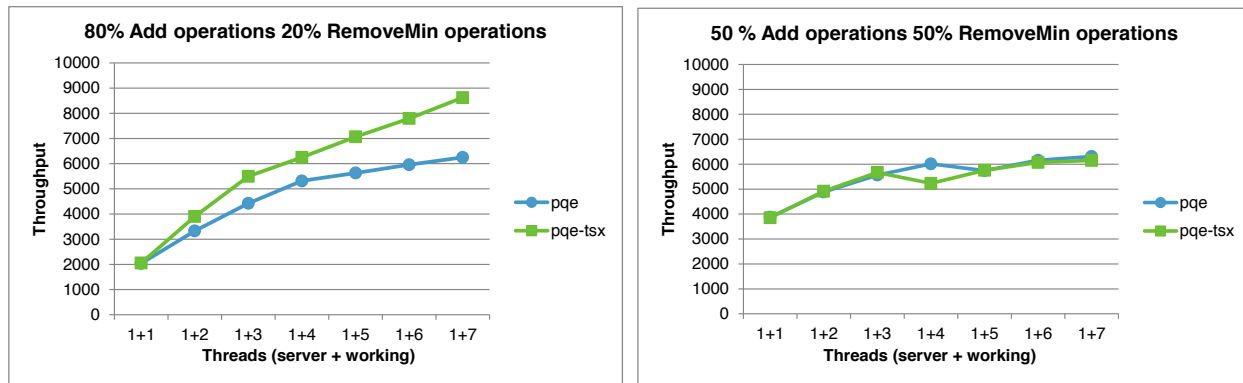 80% Add operations 20% RemoveMin operations
10000
9000
8000
7000
6000
5000
4000
3000
2000
1000
0
Throughput
1+1 1+2 1+3 1+4 1+5 1+6 1+7
Threads (server + working)
pqe
pqe-tsx
50 % Add operations 50% RemoveMin operations
10000
9000
8000
7000
6000
5000
4000
3000
2000
1000
0
Throughput
1+1 1+2 1+3 1+4 1+5 1+6 1+7
Threads (server + working)
pqe
pqe-tsx